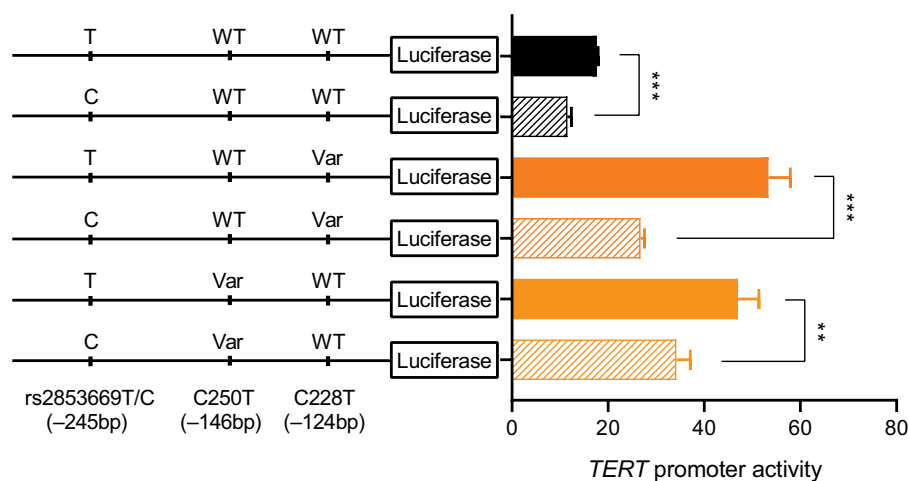 T WT WT
Luciferase
C WT WT
Luciferase
***
T WT Var
Luciferase
C WT Var
Luciferase
***
T Var WT
Luciferase
C Var WT
Luciferase
**
rs2853669T/C C250T C228T
(–245bp) (–146bp) (–124bp)
0 20 40 60 80
TERT promoter activity